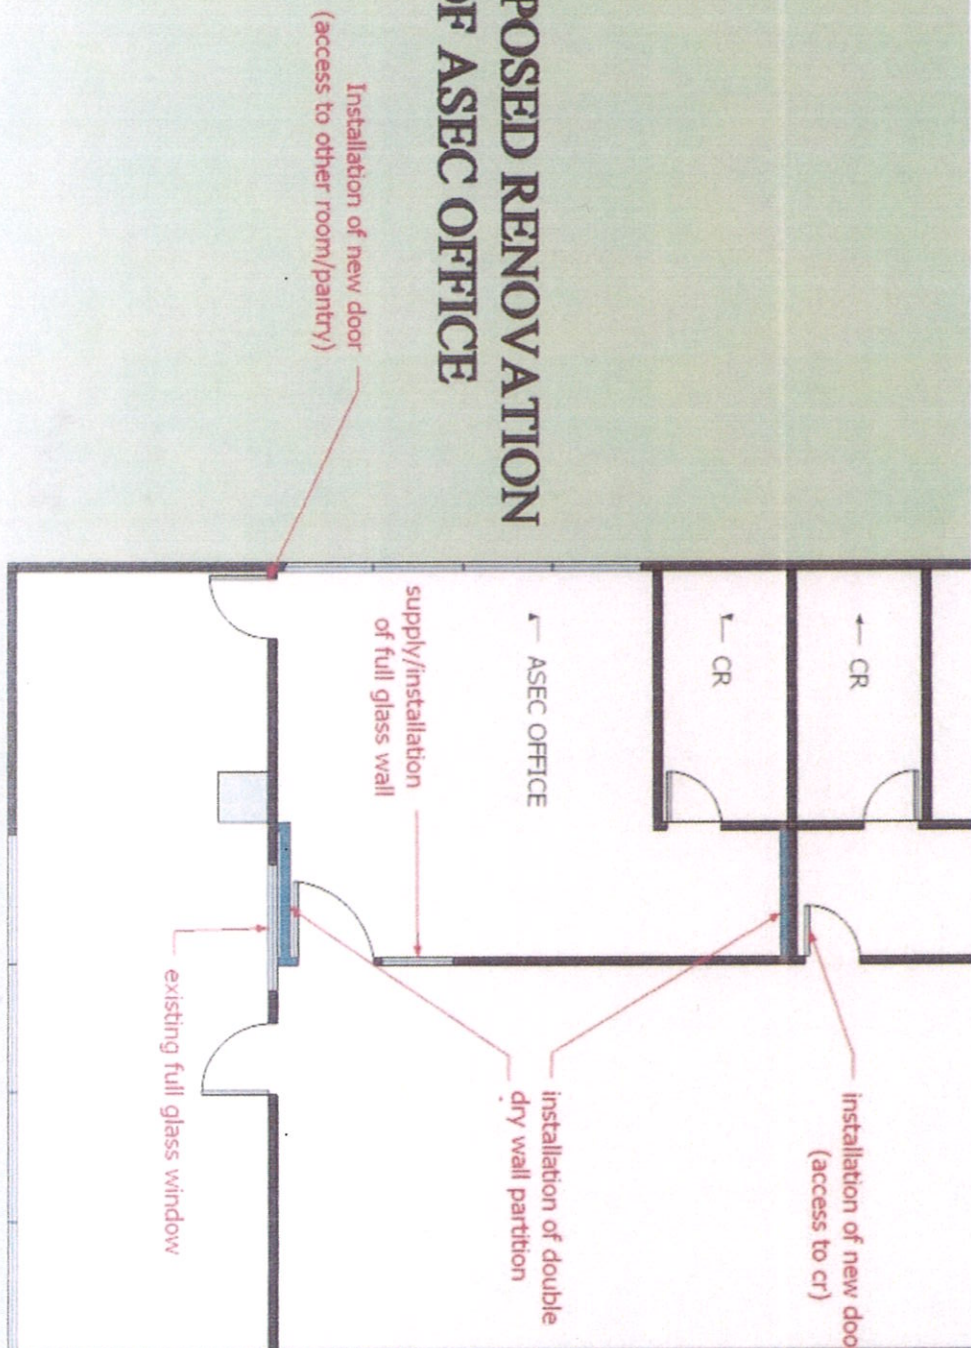 POSED RENOVATION
OF ASEC OFFICE
Installation of new door
(access to other room/pantry)
CR
CR
ASEC OFFICE
supply/installation
of full glass wall
installation of new doo
(access to cr)
installation of double
dry wall partition
existing full glass window